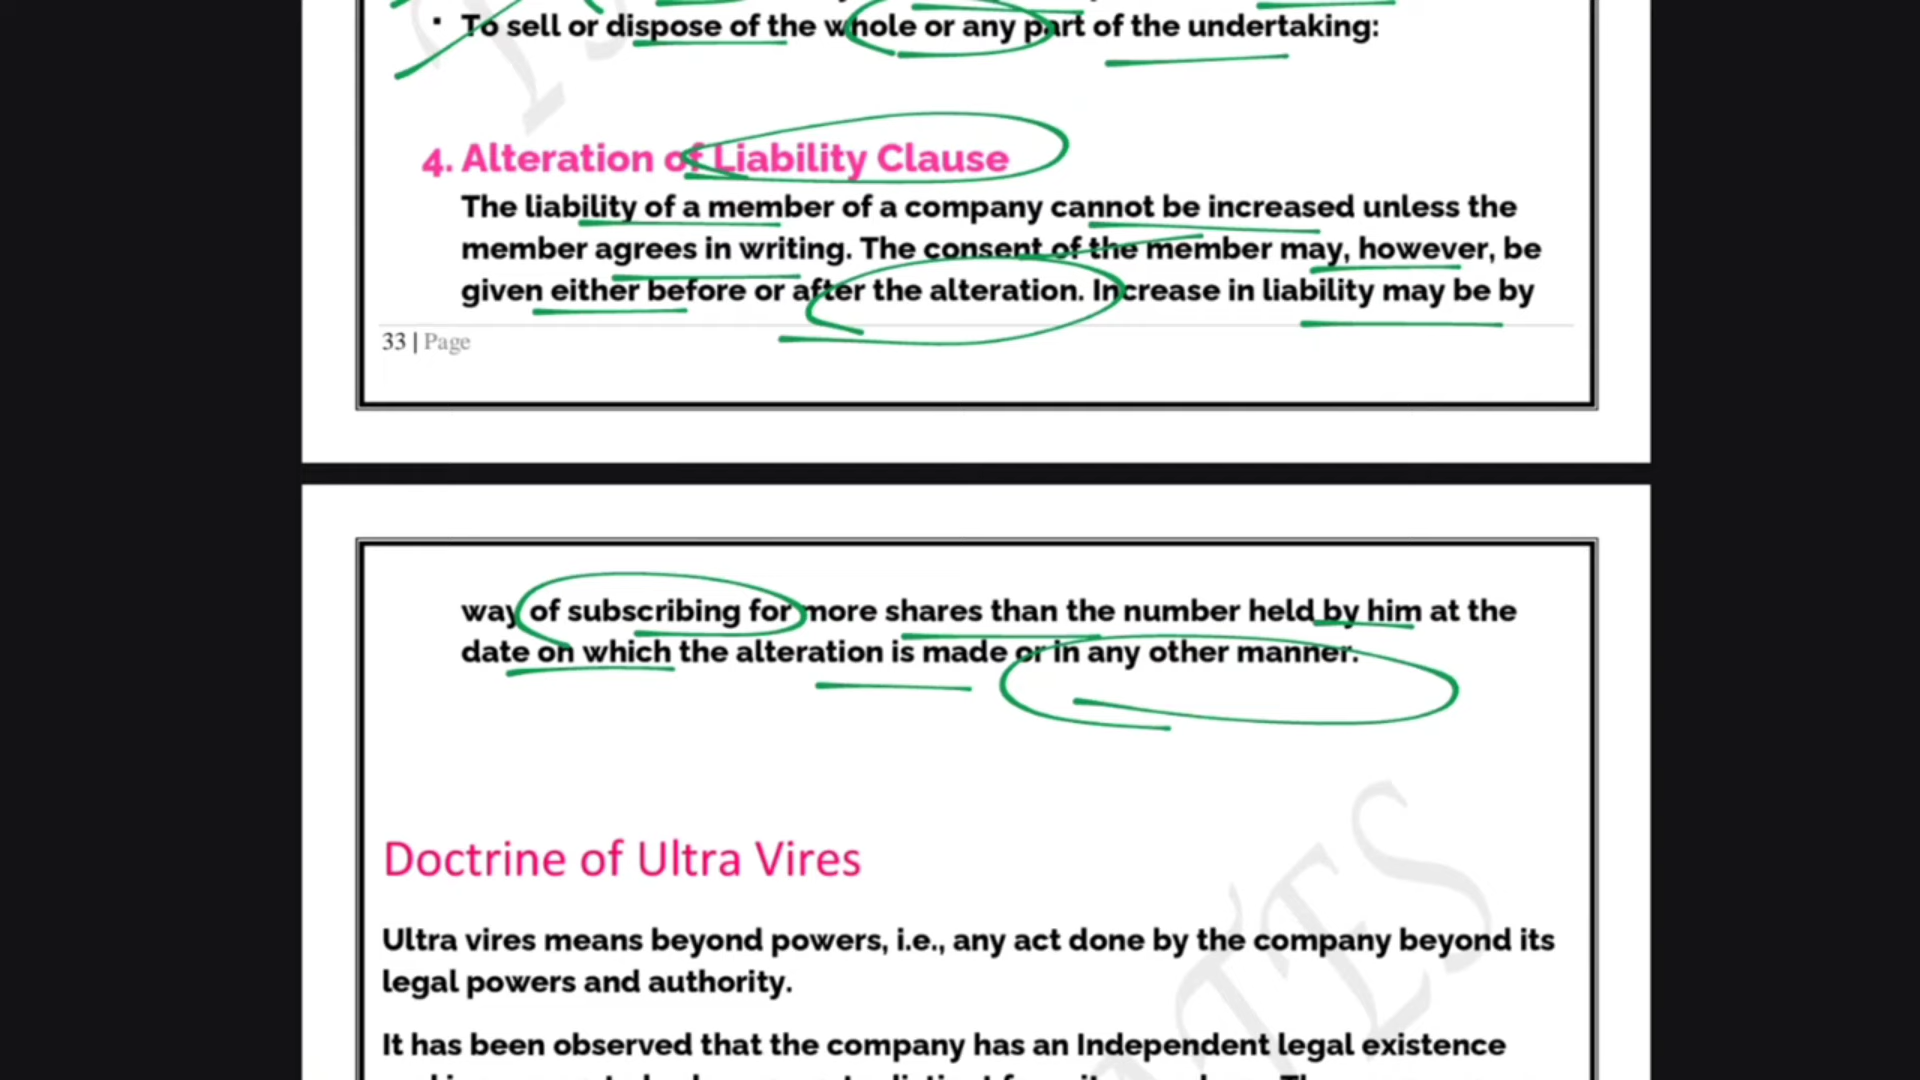 ▪ To sell or dispose of the whole or any part of the undertaking:
4. Alteration of Liability Clause
The liability of a member of a company cannot be increased unless the
member agrees in writing. The consent of the member may, however, be
given either before or after the alteration. Increase in liability may be by
33 | Page
way of subscribing for more shares than the number held by him at the
date on which the alteration is made or in any other manner.
Doctrine of Ultra Vires
Ultra vires means beyond powers, i.e., any act done by the company beyond its
legal powers and authority.
It has been observed that the company has an Independent legal existence